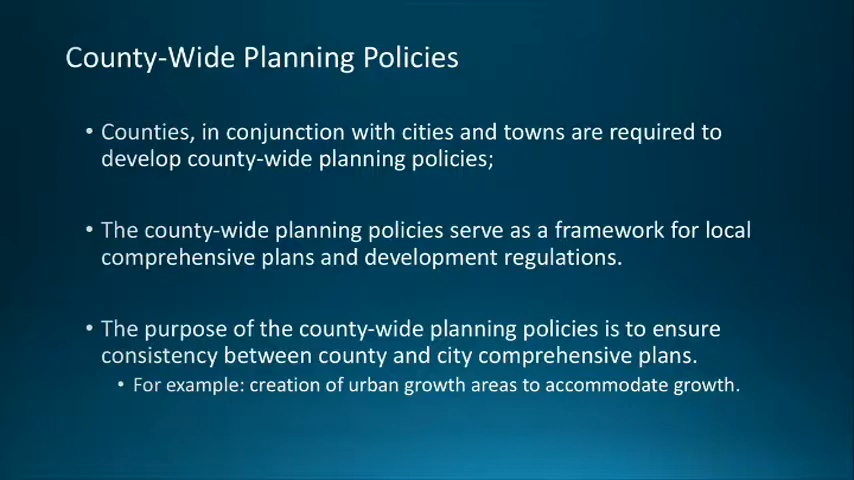 County-Wide Planning Policies
• Counties, in conjunction with cities and towns are required to
develop county-wide planning policies;
• The county-wide planning policies serve as a framework for local
comprehensive plans and development regulations.
• The purpose of the county-wide planning policies is to ensure
consistency between county and city comprehensive plans.
• For example: creation of urban growth areas to accommodate growth.